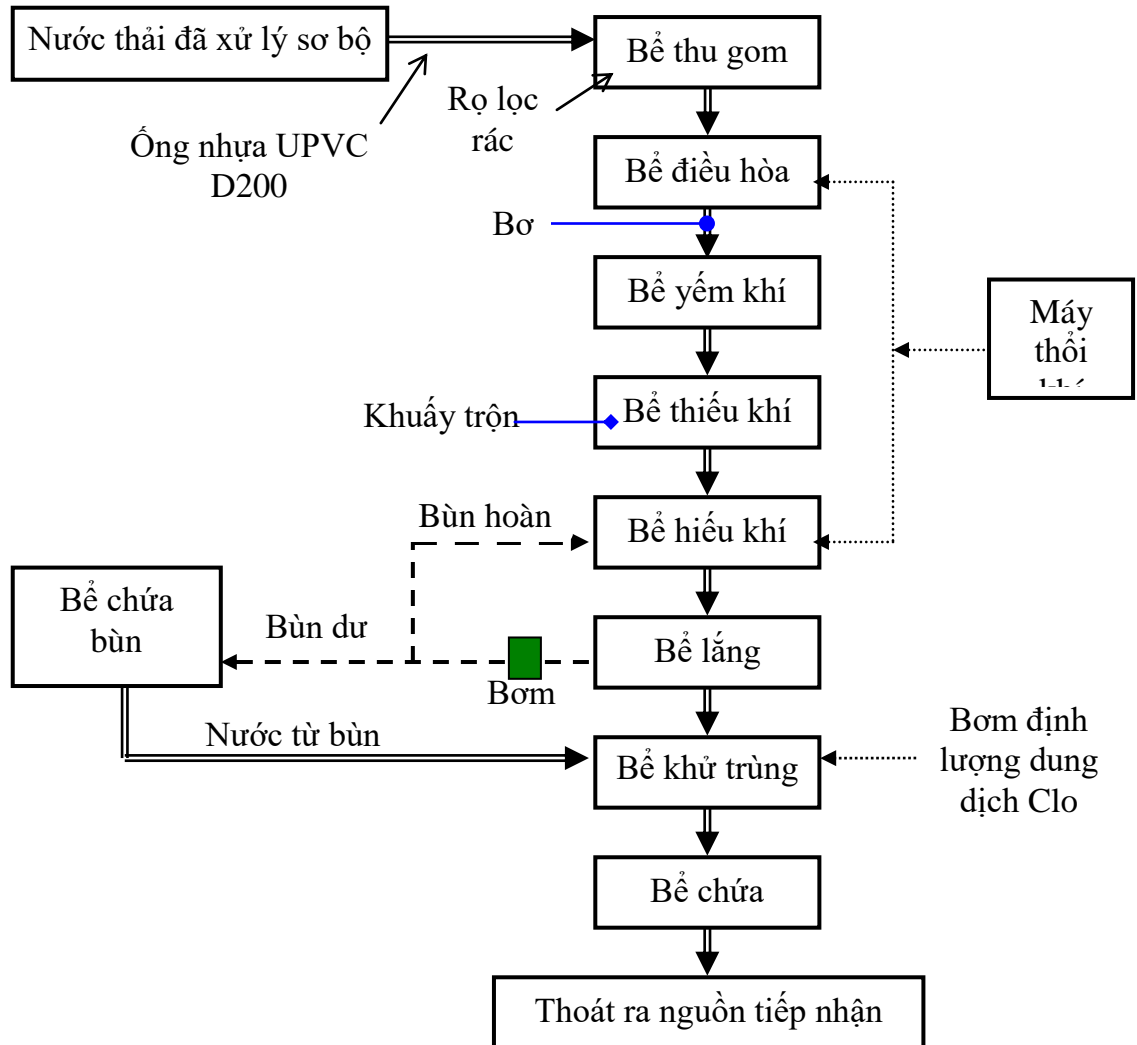 Nước thải đã xử lý sơ bộ
Bể thu gom
Rọ lọc
rác
Ống nhựa UPVC
D200
Bể điều hòa
Bơ
Bể yếm khí
Máy
thổi
Khuấy trộn
Bể thiếu khí
Bùn hoàn
Bể hiếu khí
Bể chứa
bùn
Bùn dư
Bể lắng
Bơm
Nước từ bùn
Bể khử trùng
Bơm định
lượng dung
dịch Clo
Bể chứa
Thoát ra nguồn tiếp nhận